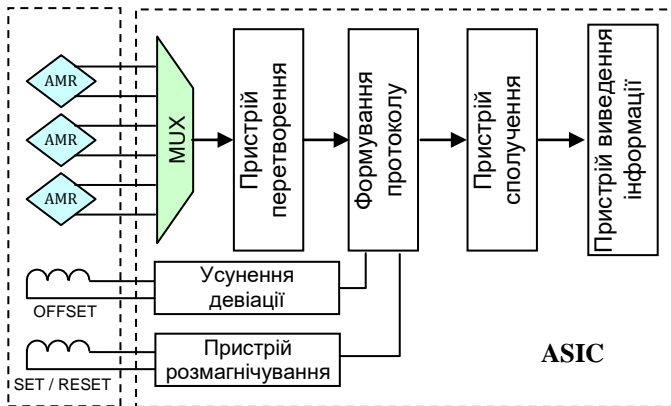 AMR
AMR
AMR
MUX
Пристрій
перетворення
Формування
протоколу
Пристрій
сполучення
Пристрій виведення
інформації
OFFSET
Усунення
девіації
SET / RESET
Пристрій
розмагнічування
ASIC